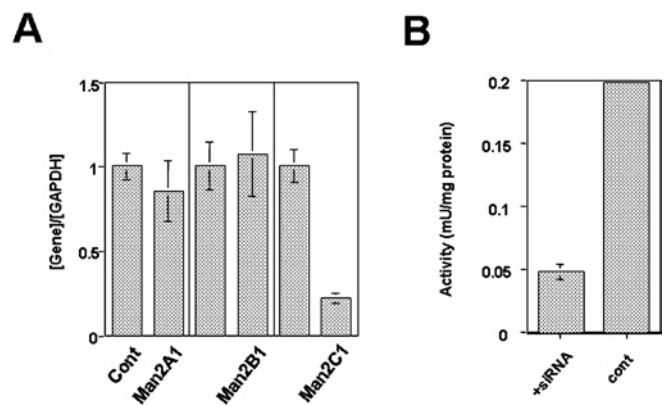 A
1.5
1
0.5
0
[Gene]/[GAPDH]
Cont
Man2A1
Man2B1
Man2C1
B
0.2
0.15
0.1
0.05
0
Activity (mU/mg protein)
+siRNA
cont